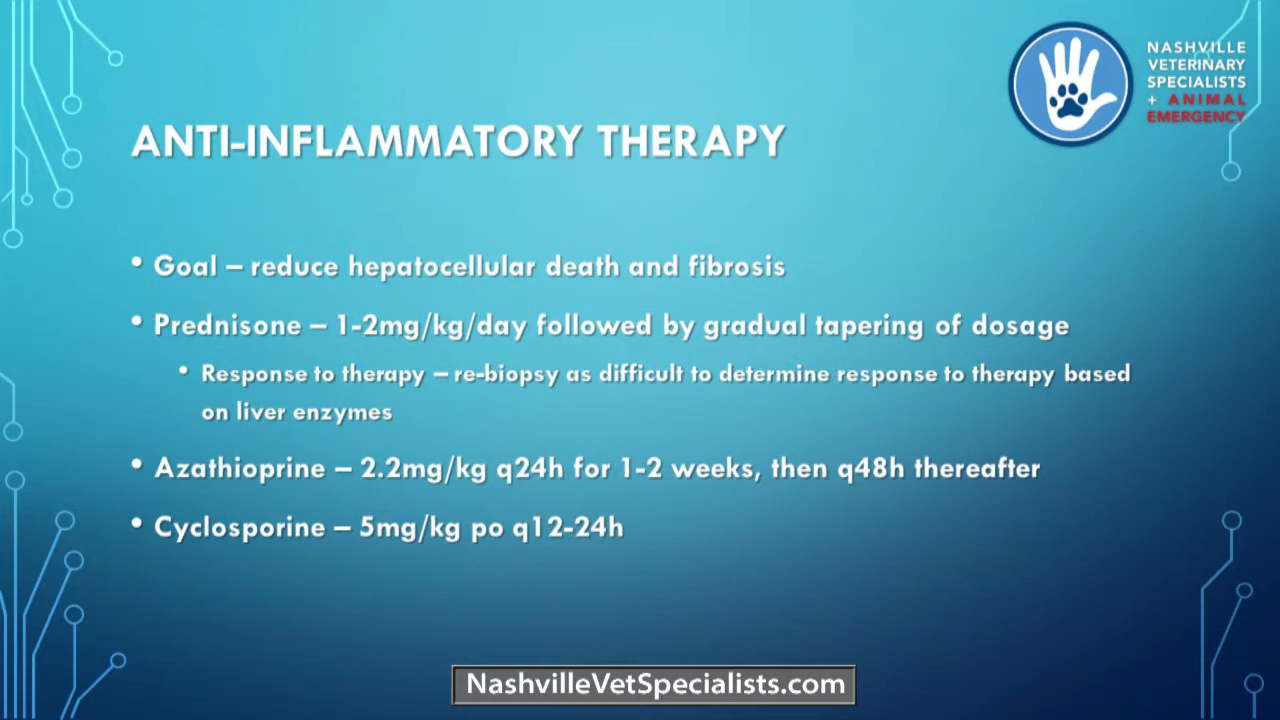 NASHVILLE
VETERINARY
SPECIALISTS
+ ANIMAL
EMERGENCY
ANTI-INFLAMMATORY THERAPY
• Goal – reduce hepatocellular death and fibrosis
• Prednisone – 1-2mg/kg/day followed by gradual tapering of dosage
• Response to therapy – re-biopsy as difficult to determine response to therapy based
on liver enzymes
• Azathioprine – 2.2mg/kg q24h for 1-2 weeks, then q48h thereafter
• Cyclosporine – 5mg/kg po q12-24h
NashvilleVetSpecialists.com